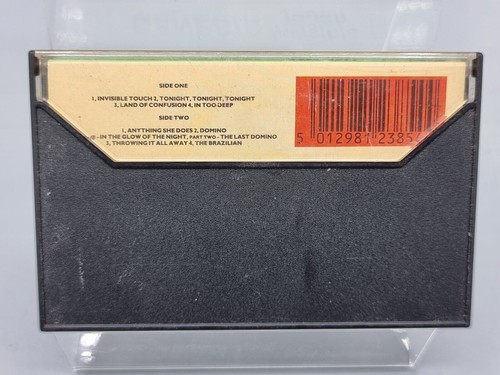 SIDE ONE
1, INVISIBLE TOUCH 2, TONIGHT, TONIGHT, TONIGHT
3, LAND OF CONFUSION 4, IN TOO DEEP
SIDE TWO
1, ANYTHING SHE DOES 2, DOMINO
- IN THE GLOW OF THE NIGHT, PART TWO - THE LAST DOMINO
3, THROWING IT ALL AWAY 4, THE BRAZILIAN
5 012981 2385